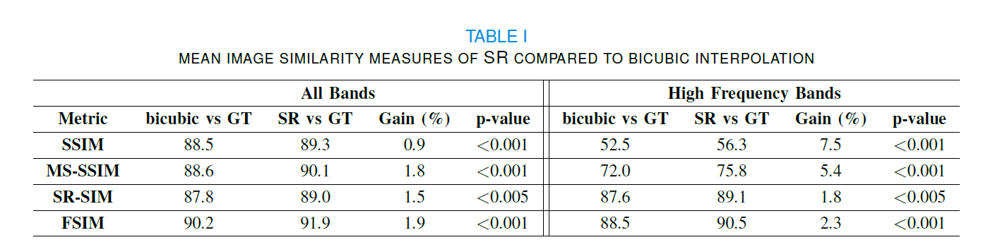 TABLE I
MEAN IMAGE SIMILARITY MEASURES OF SR COMPARED TO BICUBIC INTERPOLATION
All Bands High Frequency Bands
Metric bicubic vs GT SR vs GT Gain (%) p-value bicubic vs GT SR vs GT Gain (%) p-value
SSIM 88.5 89.3 0.9 <0.001 52.5 56.3 7.5 <0.001
MS-SSIM 88.6 90.1 1.8 <0.001 72.0 75.8 5.4 <0.001
SR-SIM 87.8 89.0 1.5 <0.005 87.6 89.1 1.8 <0.005
FSIM 90.2 91.9 1.9 <0.001 88.5 90.5 2.3 <0.001